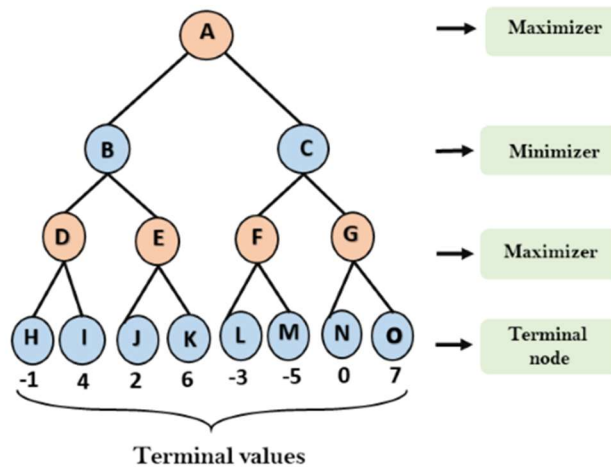 A
Maximizer
B
C
Minimizer
D
E
F
G
Maximizer
H
I
J
K
L
M
N
O
Terminal
node
-1
4
2
6
-3
-5
0
7
Terminal values